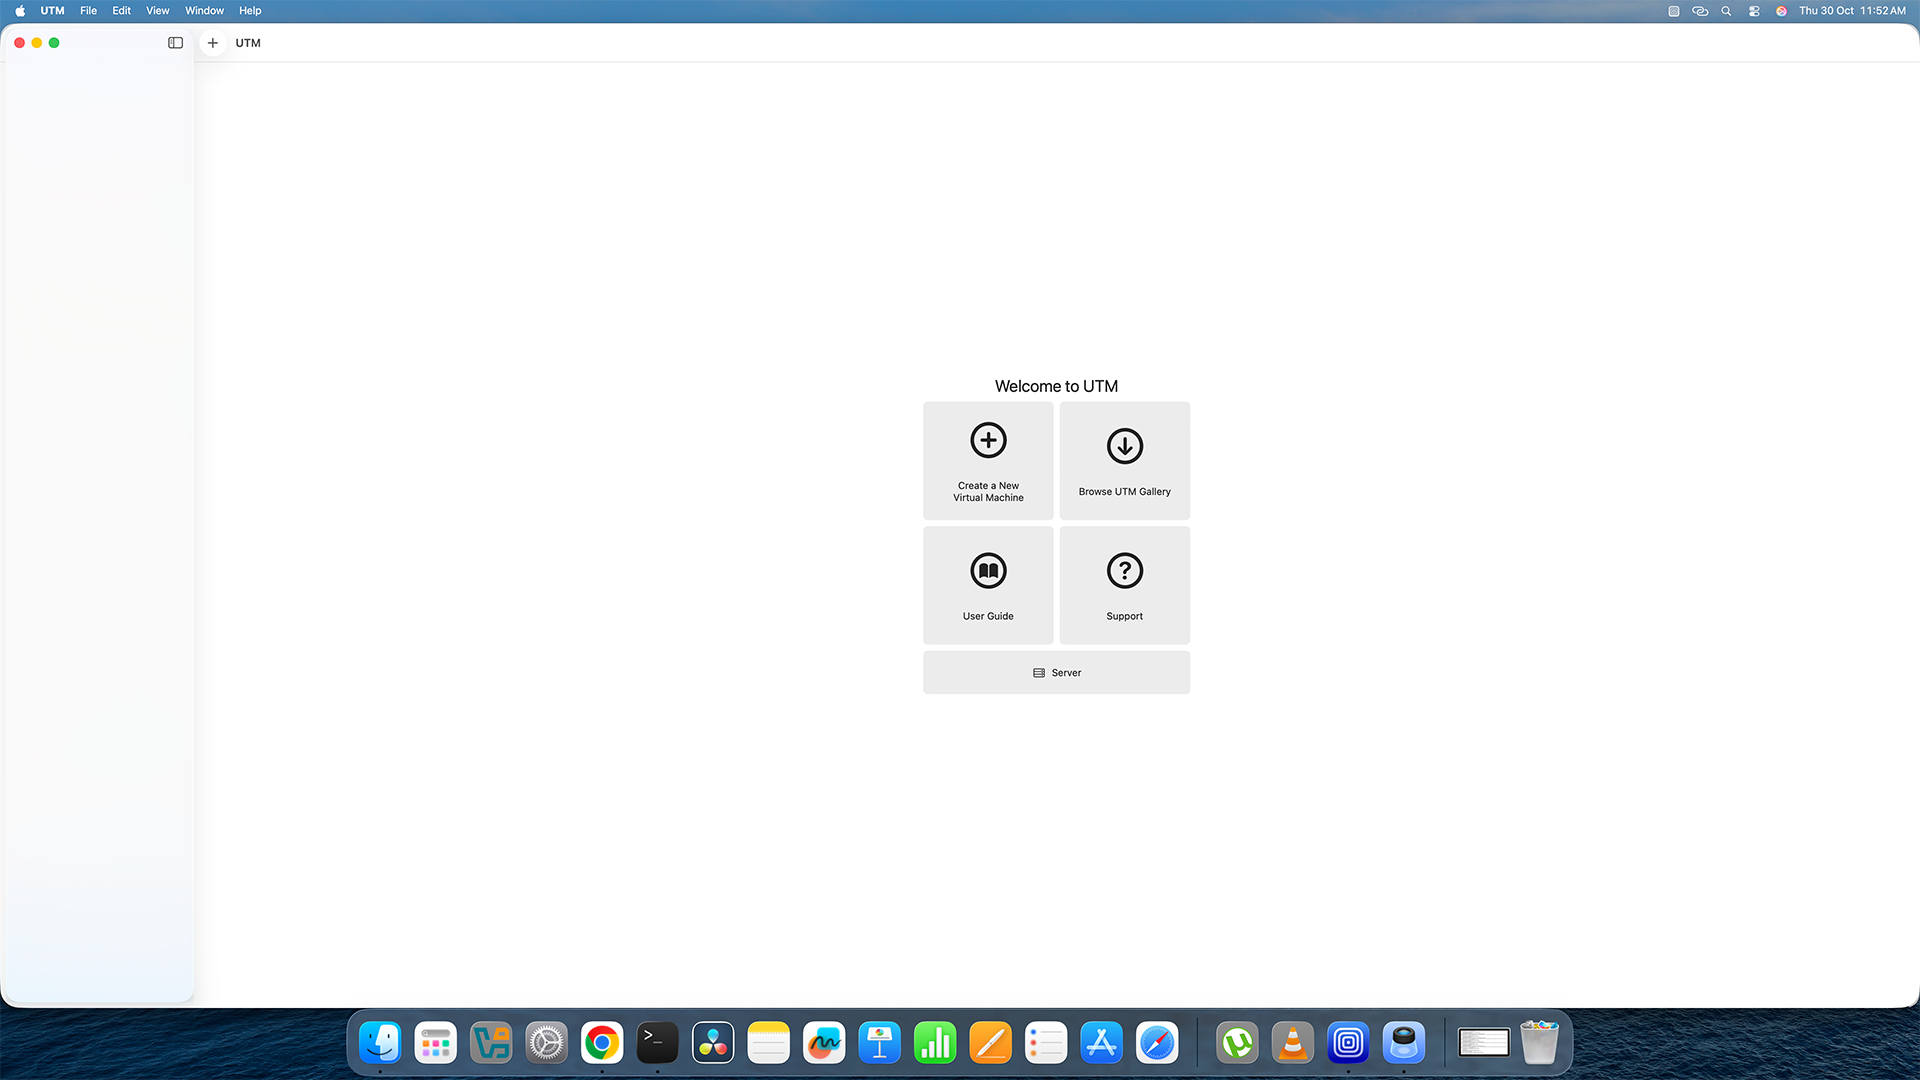 UTM File Edit View Window Help
Thu 30 Oct 11:52 AM
UTM
Welcome to UTM
Create a New
Virtual Machine
Browse UTM Gallery
User Guide
Support
Server